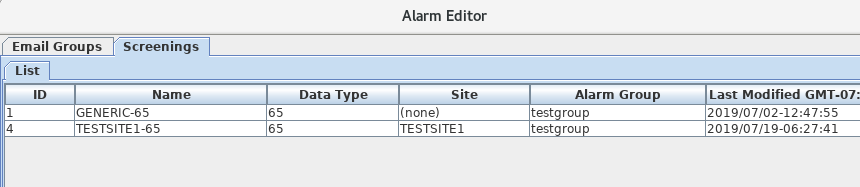 Alarm Editor
Email Groups Screenings
List
ID Name Data Type Site Alarm Group Last Modified GMT-07:
1 GENERIC-65 65 (none) testgroup 2019/07/02-12:47:55
4 TESTSITE1-65 65 TESTSITE1 testgroup 2019/07/19-06:27:41